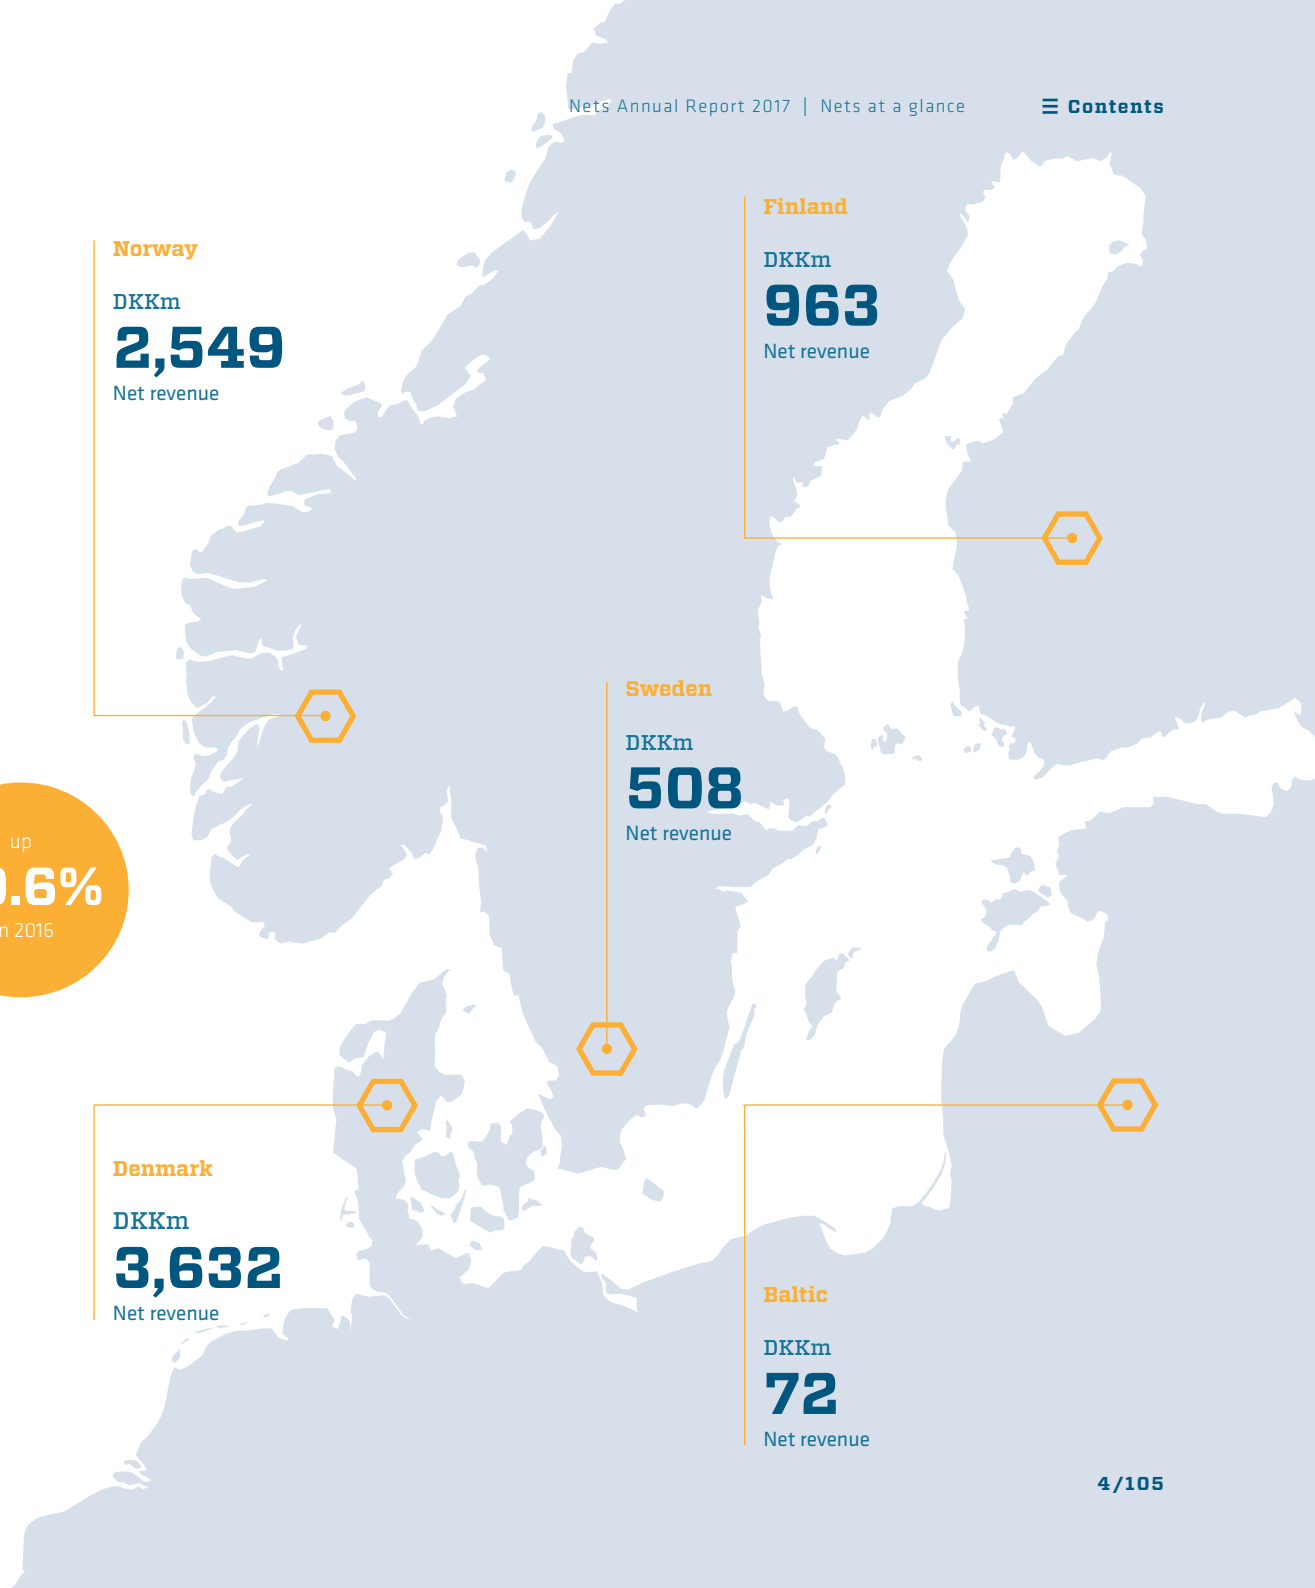 Nets Annual Report 2017 | Nets at a glance
☰ Contents
Norway
DKKm
2,549
Net revenue
Finland
DKKm
963
Net revenue
Sweden
DKKm
508
Net revenue
up
.6%
2016
Denmark
DKKm
3,632
Net revenue
Baltic
DKKm
72
Net revenue
4/105